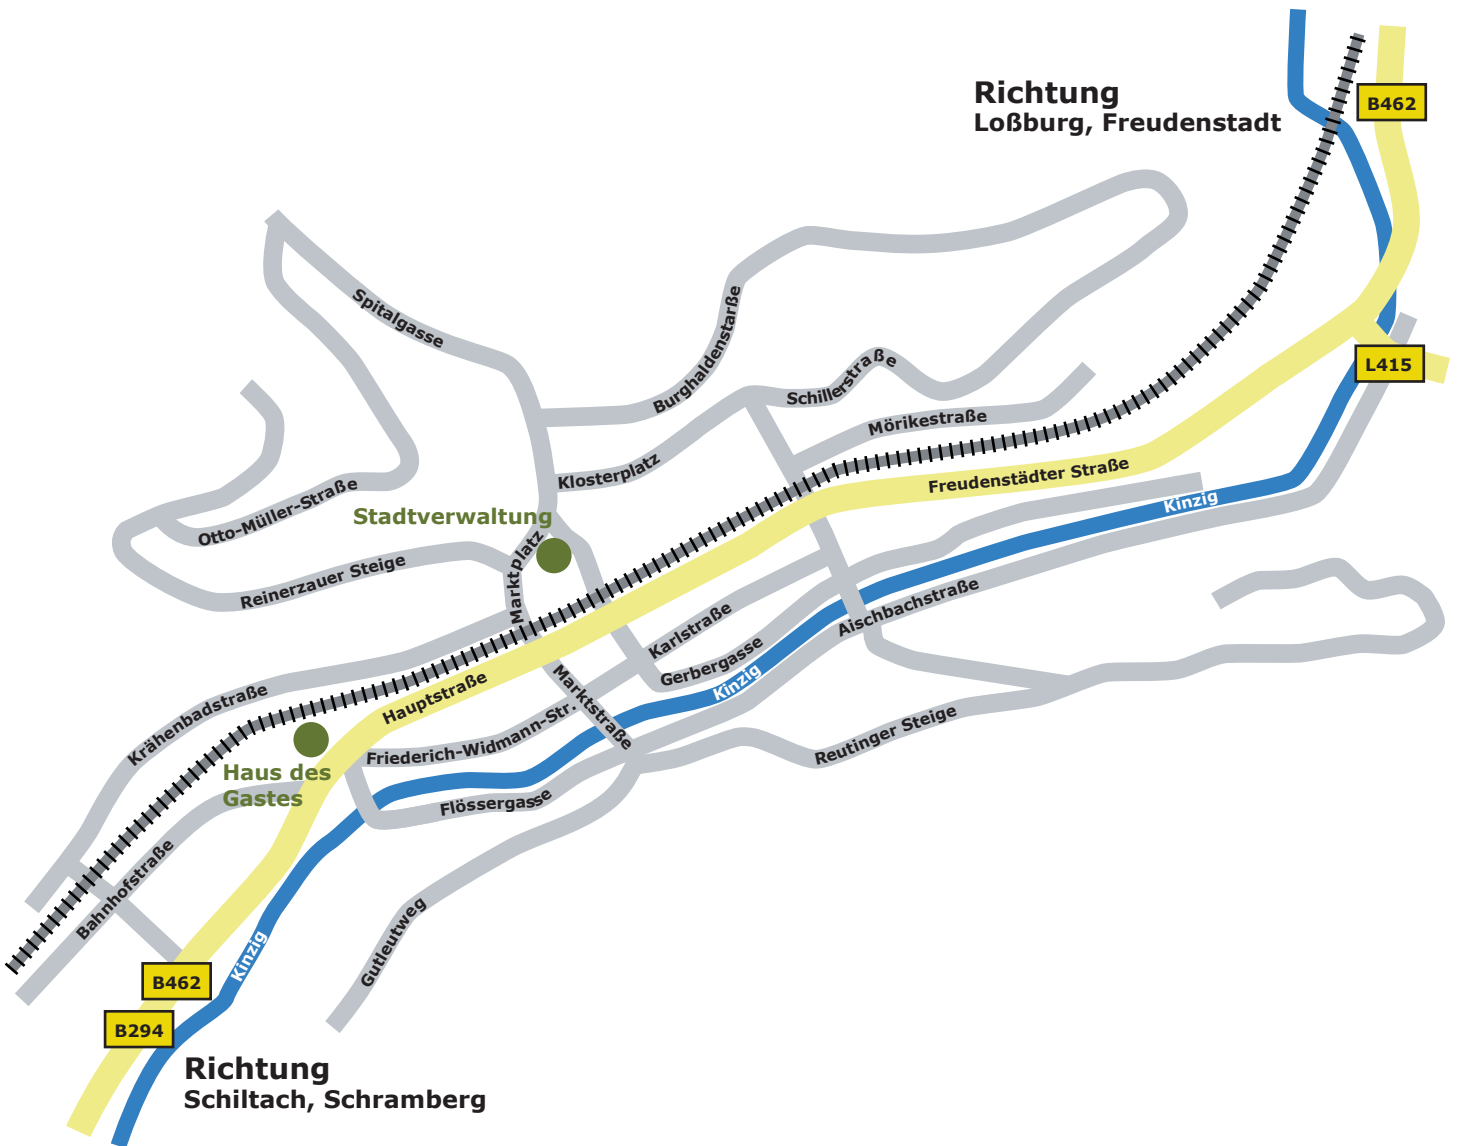 B462
Richtung
Loßburg, Freudenstadt
Spitalgasse
Burghaldenstarße
Schillerstraße
L415
Mörikestraße
Klosterplatz
Freudenstädter Straße
Kinzig
Otto-Müller-Straße
Stadtverwaltung
Marktplatz
Reinerzauer Steige
Aischbachstraße
Karlstraße
Gerbergasse
Kinzig
Krähenbadstraße
Hauptstraße
Marktstraße
Friederich-Widmann-Str.
Reutinger Steige
Haus des
Gastes
Flössergasse
Bahnhofstraße
Gutleutweg
Kinzig
B462
B294
Richtung
Schiltach, Schramberg